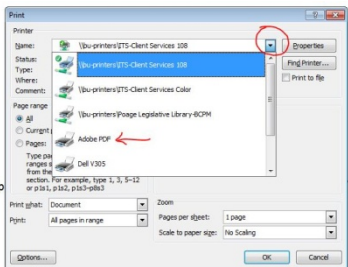 Print
Printer
Name: \\bu-printers\ITS-Client Services 108
Properties
Status:
\\bu-printers\ITS-Client Services 108
Find Printer...
Type:
Where:
\\bu-printers\ITS-Client Services Color
Print to file
Comment:
Page range
\\bu-printers\Poage Legislative Library-BCPM
All
Current
Adobe PDF
Pages:
Type pa
ranges s
Dell V305
from the
section. For example, type 1, 3, 5–12
or p1s1, p1s2, p1s3–p8s3
Print what: Document
Zoom
Print: All pages in range
Pages per sheet: 1 page
Scale to paper size: No Scaling
Options...
OK
Cancel